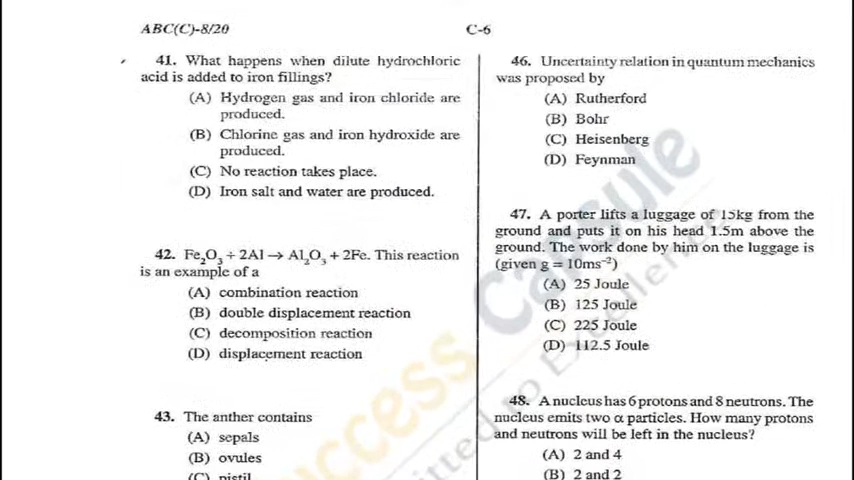 ABC(C)-8/20
C-6
41. What happens when dilute hydrochloric
acid is added to iron fillings?
(A) Hydrogen gas and iron chloride are
produced.
(B) Chlorine gas and iron hydroxide are
produced.
(C) No reaction takes place.
(D) Iron salt and water are produced.
42. Fe₂O₃ + 2Al → Al₂O₃ + 2Fe. This reaction
is an example of a
(A) combination reaction
(B) double displacement reaction
(C) decomposition reaction
(D) displacement reaction
43. The anther contains
(A) sepals
(B) ovules
(C) pistil
46. Uncertainty relation in quantum mechanics
was proposed by
(A) Rutherford
(B) Bohr
(C) Heisenberg
(D) Feynman
47. A porter lifts a luggage of 15kg from the
ground and puts it on his head 1.5m above the
ground. The work done by him on the luggage is
(given g = 10ms⁻²)
(A) 25 Joule
(B) 125 Joule
(C) 225 Joule
(D) 112.5 Joule
48. A nucleus has 6 protons and 8 neutrons. The
nucleus emits two α particles. How many protons
and neutrons will be left in the nucleus?
(A) 2 and 4
(B) 2 and 2
Success Capsule
to Excellence